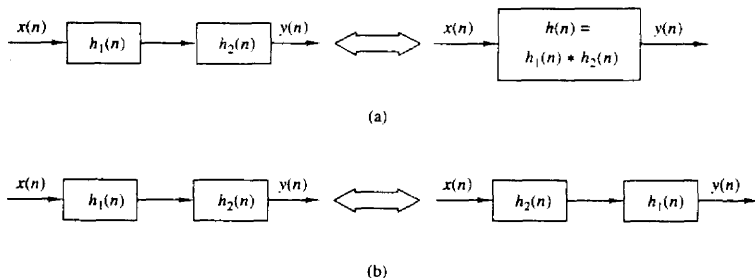 x(n) h₁(n) h₂(n) y(n) x(n) h(n) = h₁(n) * h₂(n) y(n)
(a)
x(n) h₁(n) h₂(n) y(n) x(n) h₂(n) h₁(n) y(n)
(b)